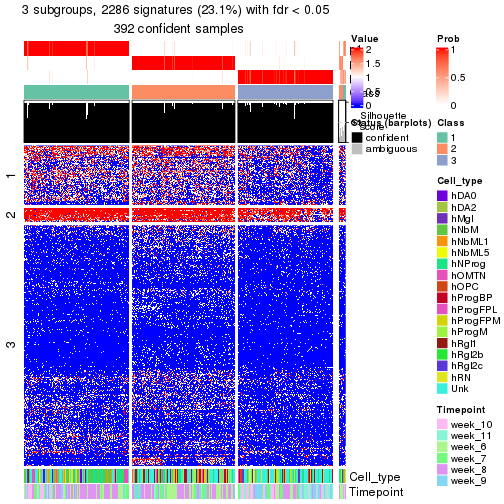 3 subgroups, 2286 signatures (23.1%) with fdr < 0.05
392 confident samples
1
2
3
Value
2
1.5
1
0.5
0
Prob
1
0.5
0
Silhouette
score
Status (barplots)
confident
ambiguous
Class
1
2
3
Cell_type
hDA0
hDA2
hMgl
hNbM
hNbML1
hNbML5
hNProg
hOMTN
hOPC
hProgBP
hProgFPL
hProgFPM
hProgM
hRgl1
hRgl2b
hRgl2c
hRN
Unk
Timepoint
week_10
week_11
week_6
week_7
week_8
week_9
Cell_type
Timepoint